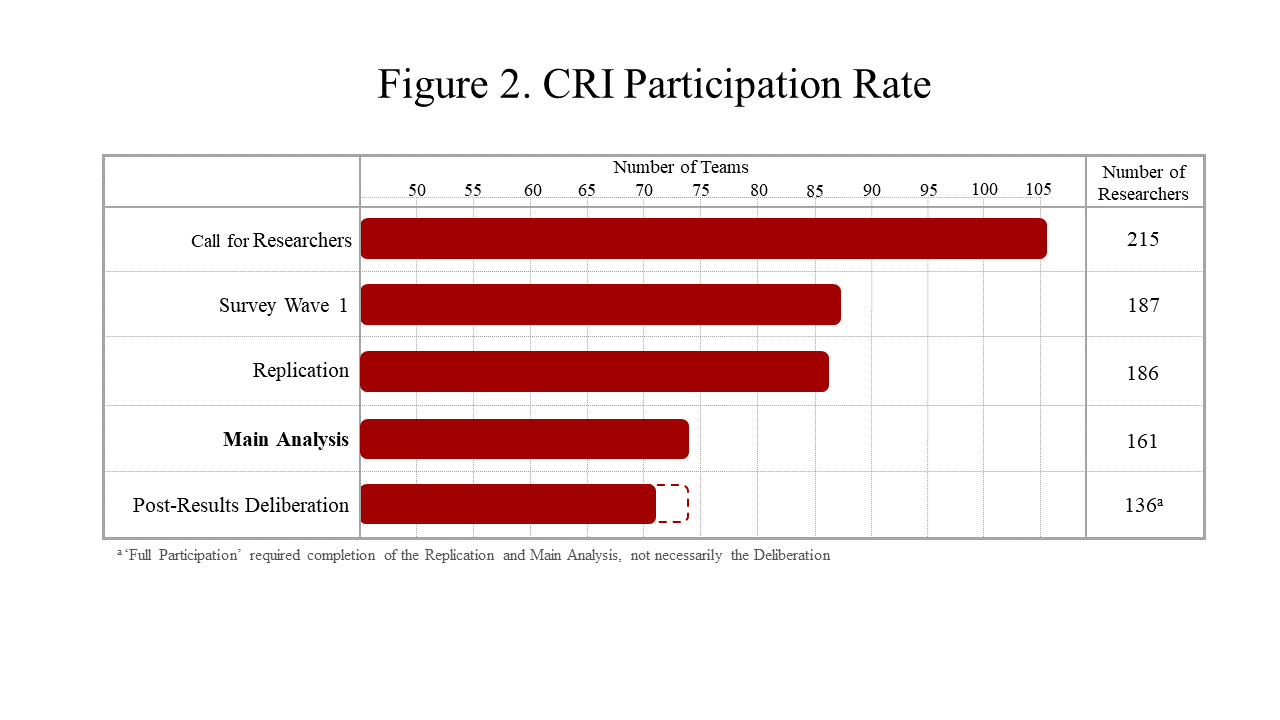 Figure 2. CRI Participation Rate
Number of Teams
Number of
Researchers
50 55 60 65 70 75 80 85 90 95 100 105
Call for Researchers 215
Survey Wave 1 187
Replication 186
Main Analysis 161
Post-Results Deliberation 136ᵃ
ᵃ ‘Full Participation’ required completion of the Replication and Main Analysis, not necessarily the Deliberation